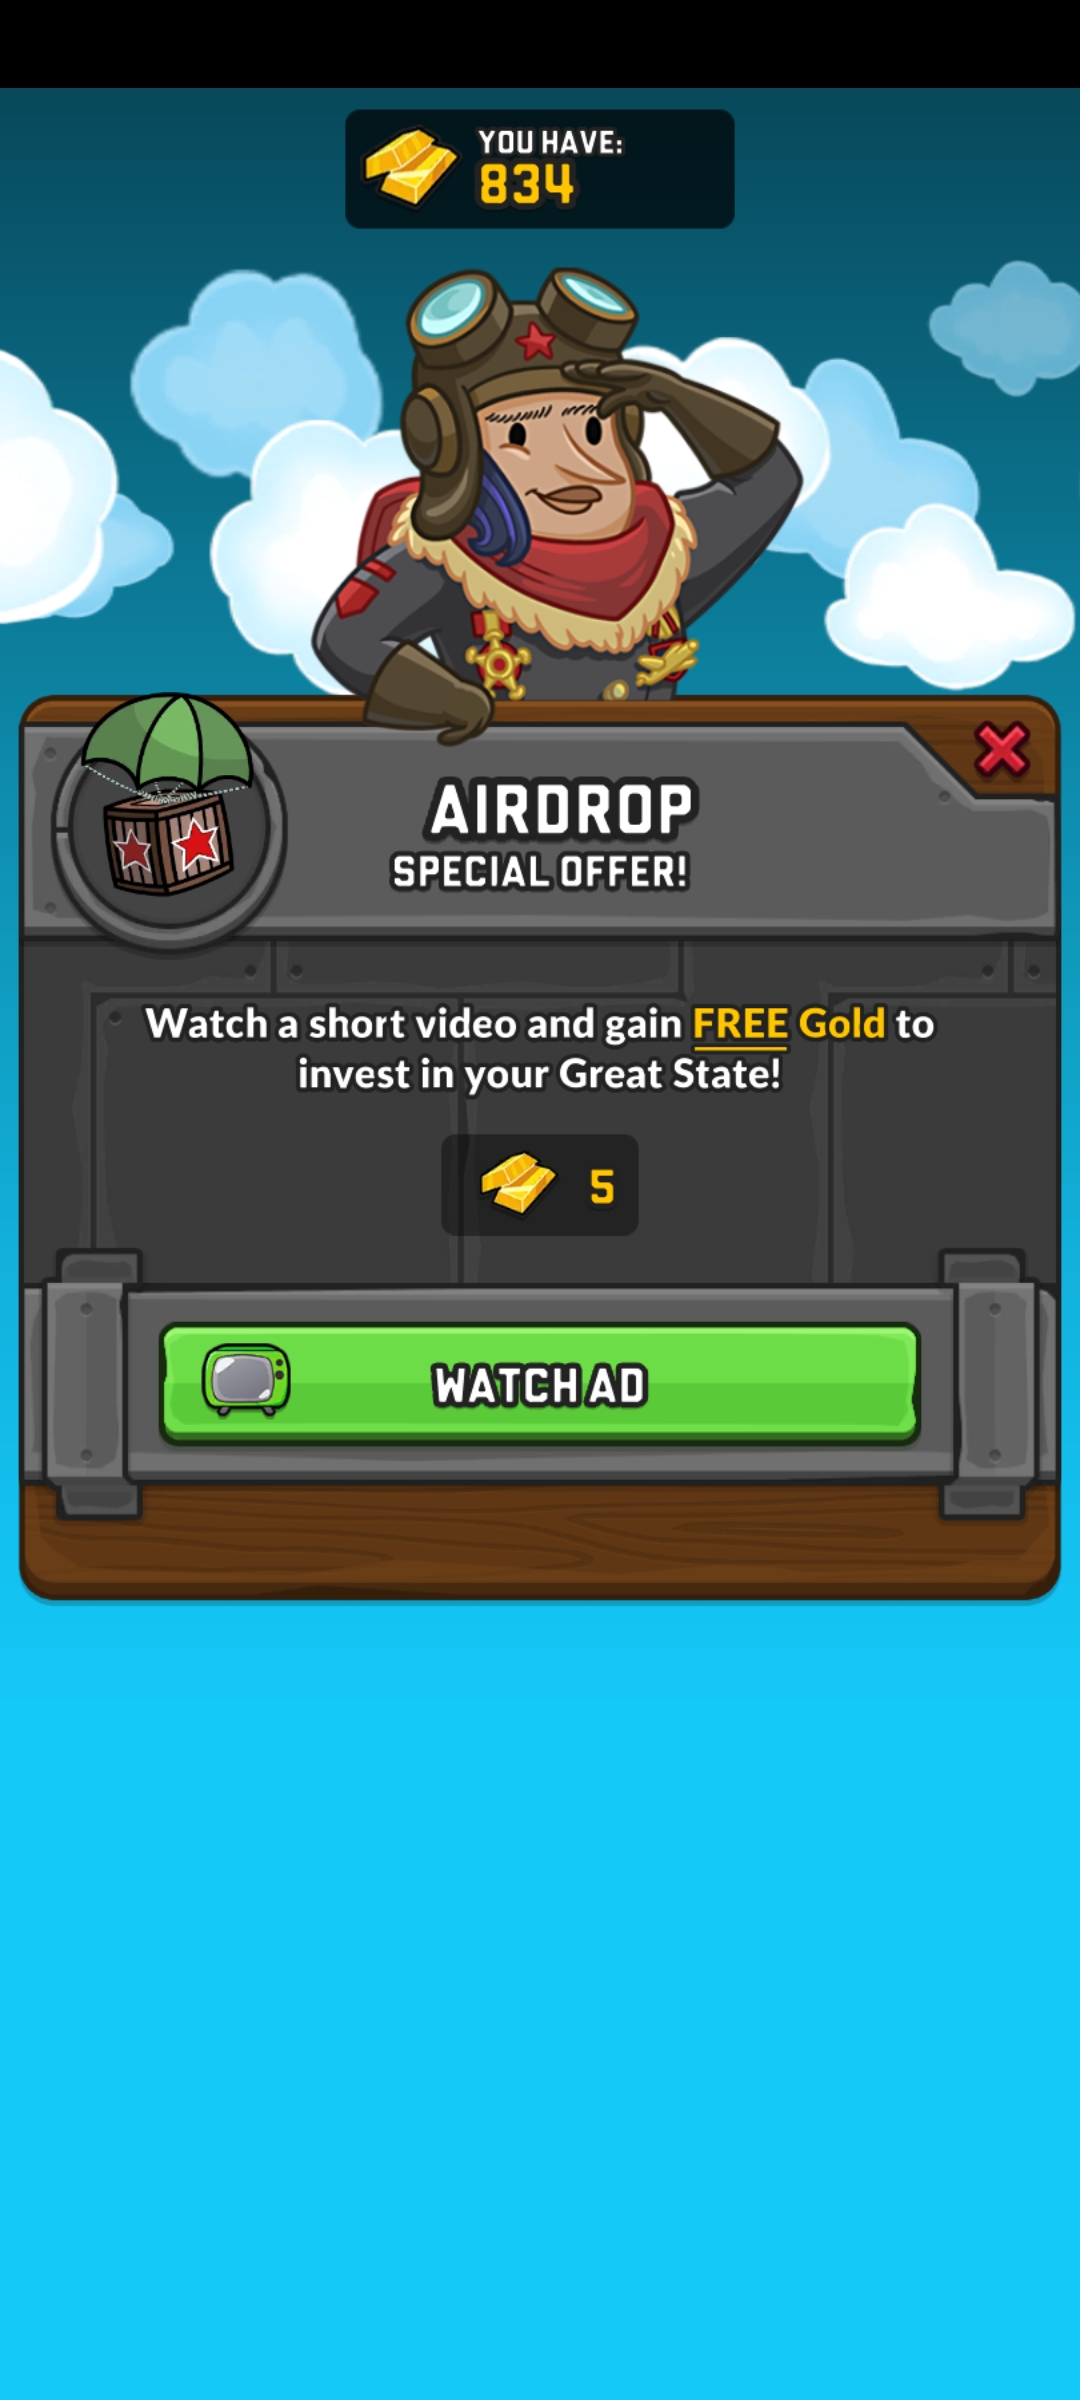 YOU HAVE:
834
AIRDROP
SPECIAL OFFER!
Watch a short video and gain FREE Gold to
invest in your Great State!
5
WATCH AD